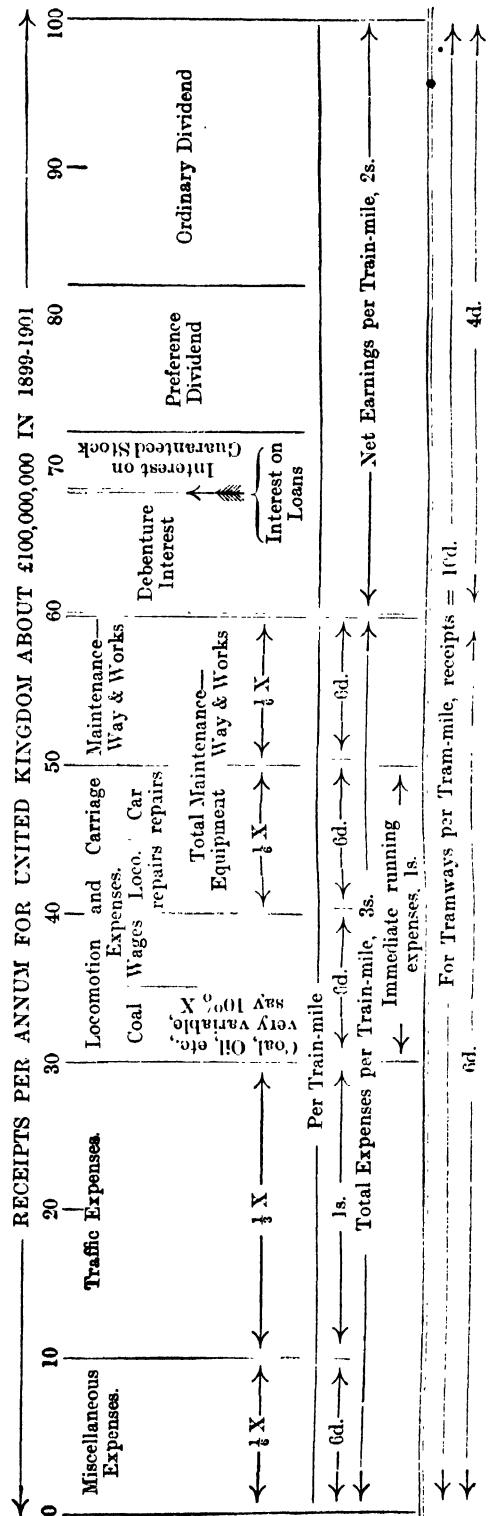 RECEIPTS PER ANNUM FOR UNITED KINGDOM ABOUT £100,000,000 IN 1899-1901
0 10 20 30 40 50 60 70 80 90 100
Miscellaneous
Expenses.
Traffic Expenses.
Locomotion and Carriage
Expenses.
Coal Wages Loco. Car
repairs repairs
Coal, Oil, etc.,
very variable,
say 10% X
Total Maintenance—
Equipment Way & Works
Maintenance—
Way & Works
Debenture
Interest
Interest on
Guaranteed Stock
Interest on
Loans
Preference
Dividend
Ordinary Dividend
1/6 X 1/3 X 1/6 X 1/6 X
Per Train-mile
6d. 1s. 6d. 6d. 6d.
Total Expenses per Train-mile, 3s. Net Earnings per Train-mile, 2s.
Immediate running
expenses, 1s.
For Tramways per Tram-mile, receipts = 10d.
6d. 4d.